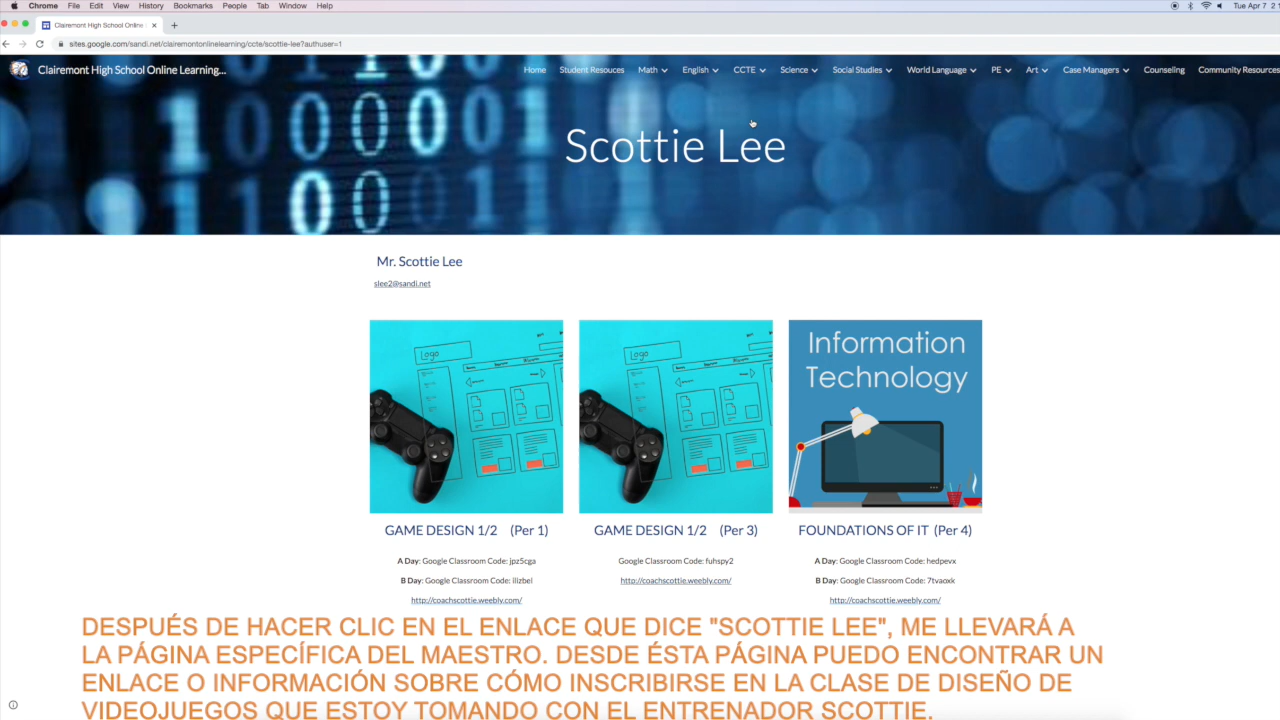 Chrome File Edit View History Bookmarks People Tab Window Help
Tue Apr 7 2
Clairemont High School Online
sites.google.com/sandi.net/clairemontonlinelearning/ccte/scottie-lee?authuser=1
Clairemont High School Online Learning...
Home Student Resouces Math English CCTE Science Social Studies World Language PE Art Case Managers Counseling Community Resources
Scottie Lee
Mr. Scottie Lee
slee2@sandi.net
Logo
Logo
Information
Technology
GAME DESIGN 1/2 (Per 1)
A Day: Google Classroom Code: jpz5cga
B Day: Google Classroom Code: ilizbel
http://coachscottie.weebly.com/
GAME DESIGN 1/2 (Per 3)
Google Classroom Code: fuhspy2
http://coachscottie.weebly.com/
FOUNDATIONS OF IT (Per 4)
A Day: Google Classroom Code: hedpevx
B Day: Google Classroom Code: 7tvaoxk
http://coachscottie.weebly.com/
DESPUÉS DE HACER CLIC EN EL ENLACE QUE DICE "SCOTTIE LEE", ME LLEVARÁ A
LA PÁGINA ESPECÍFICA DEL MAESTRO. DESDE ÉSTA PÁGINA PUEDO ENCONTRAR UN
ENLACE O INFORMACIÓN SOBRE CÓMO INSCRIBIRSE EN LA CLASE DE DISEÑO DE
VIDEOJUEGOS QUE ESTOY TOMANDO CON EL ENTRENADOR SCOTTIE.